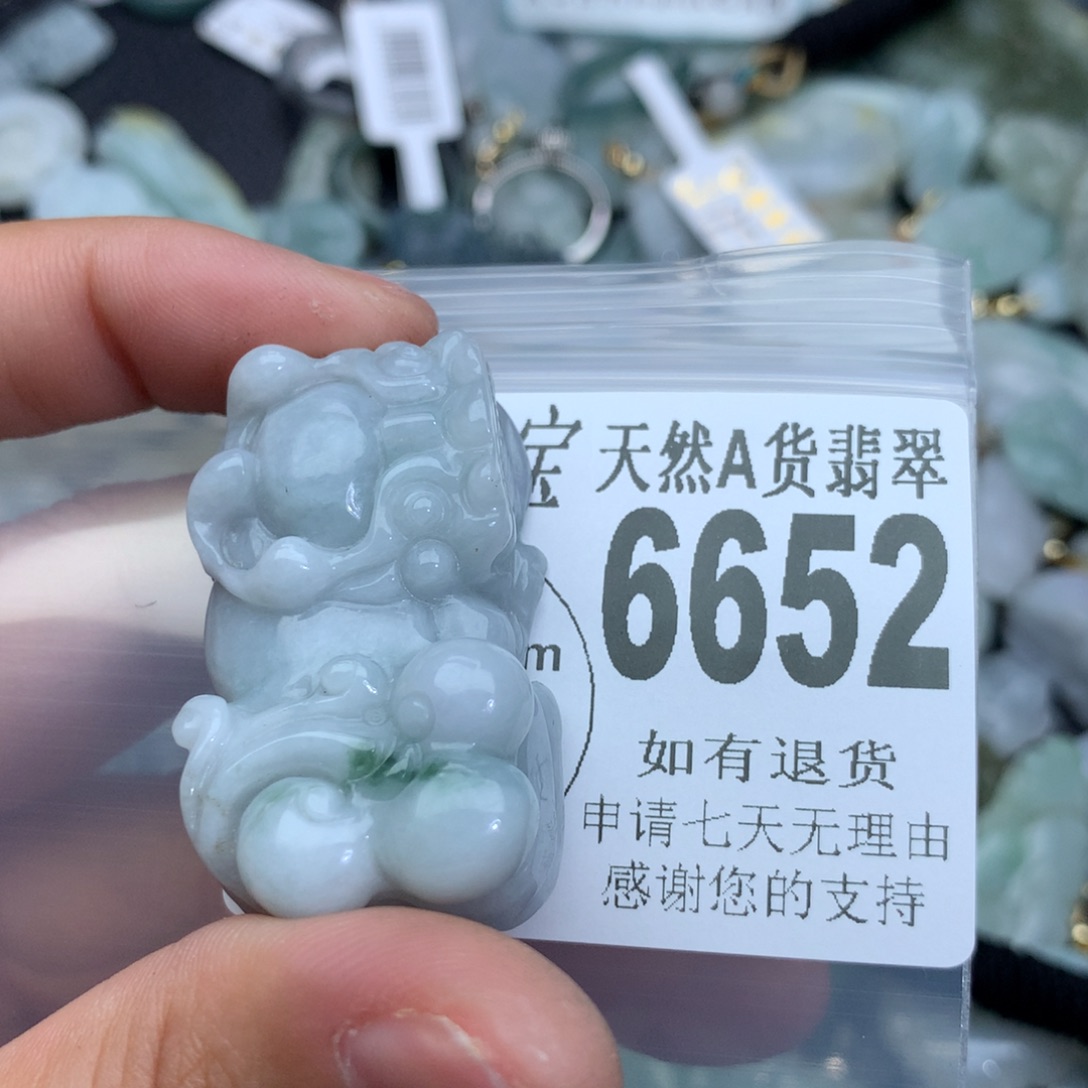 宝 天然A货翡翠
6652
m
如有退货
申请七天无理由
感谢您的支持